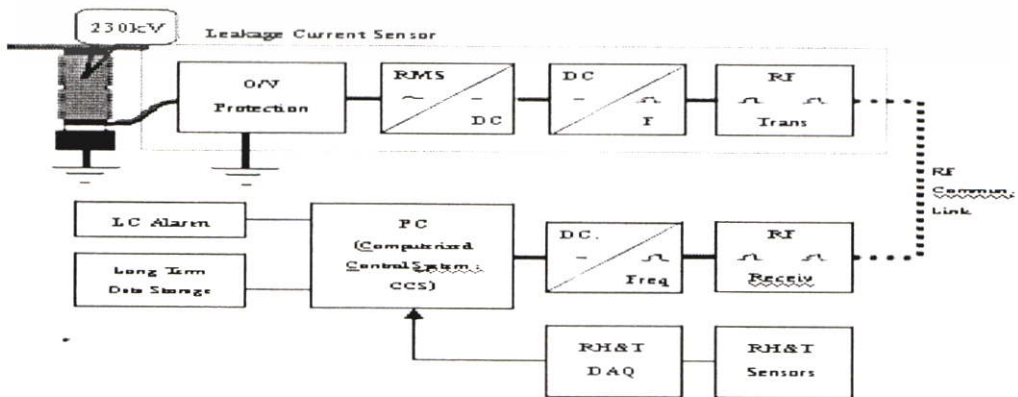 230kV
Leakage Current Sensor
O/V
Protection
RMS
DC
DC
F
RF
Trans
RF
Commun.
Link
LC Alarm
Long Term
Data Storage
PC
(Computerized
Control System:
CCS)
DC.
Freq
RF
Receiv
RH&T
DAQ
RH&T
Sensors